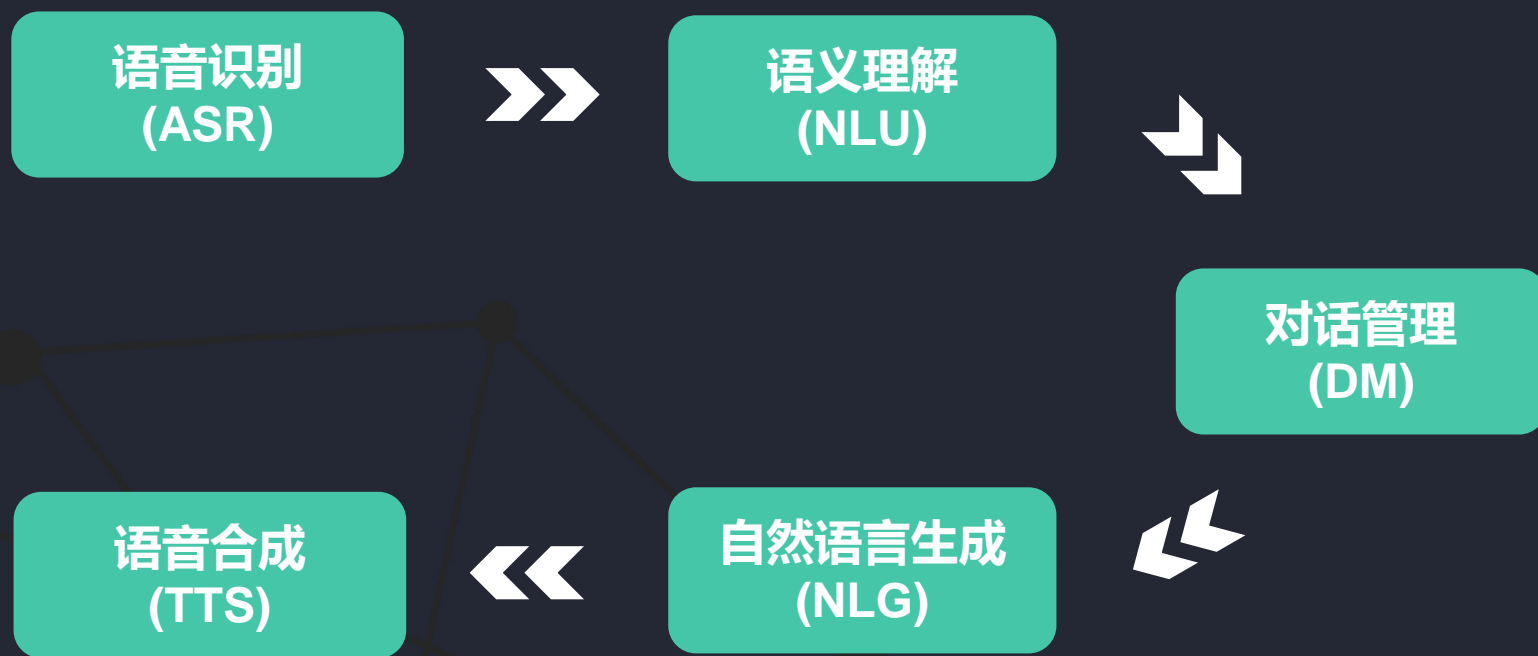 语音识别
(ASR)
语义理解
(NLU)
对话管理
(DM)
自然语言生成
(NLG)
语音合成
(TTS)